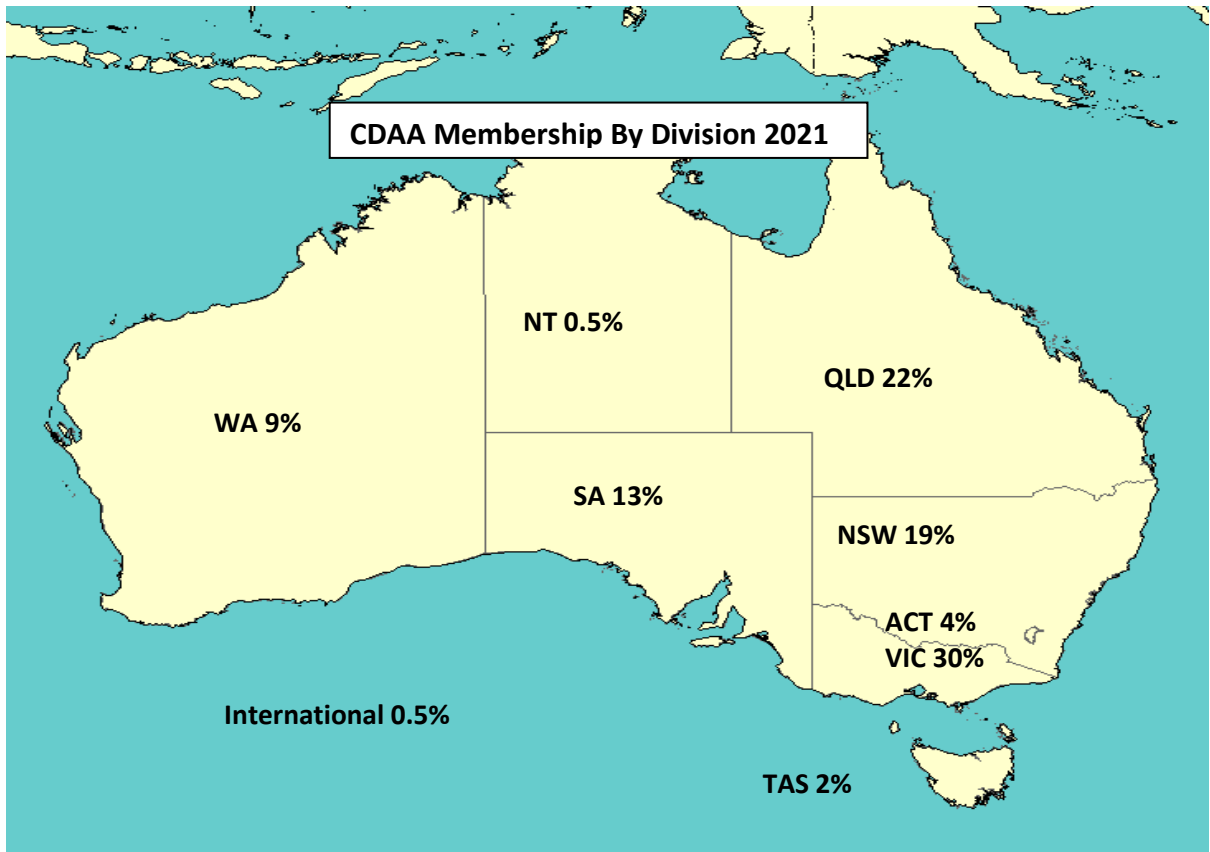 CDAA Membership By Division 2021
NT 0.5%
QLD 22%
WA 9%
SA 13%
NSW 19%
ACT 4%
VIC 30%
International 0.5%
TAS 2%